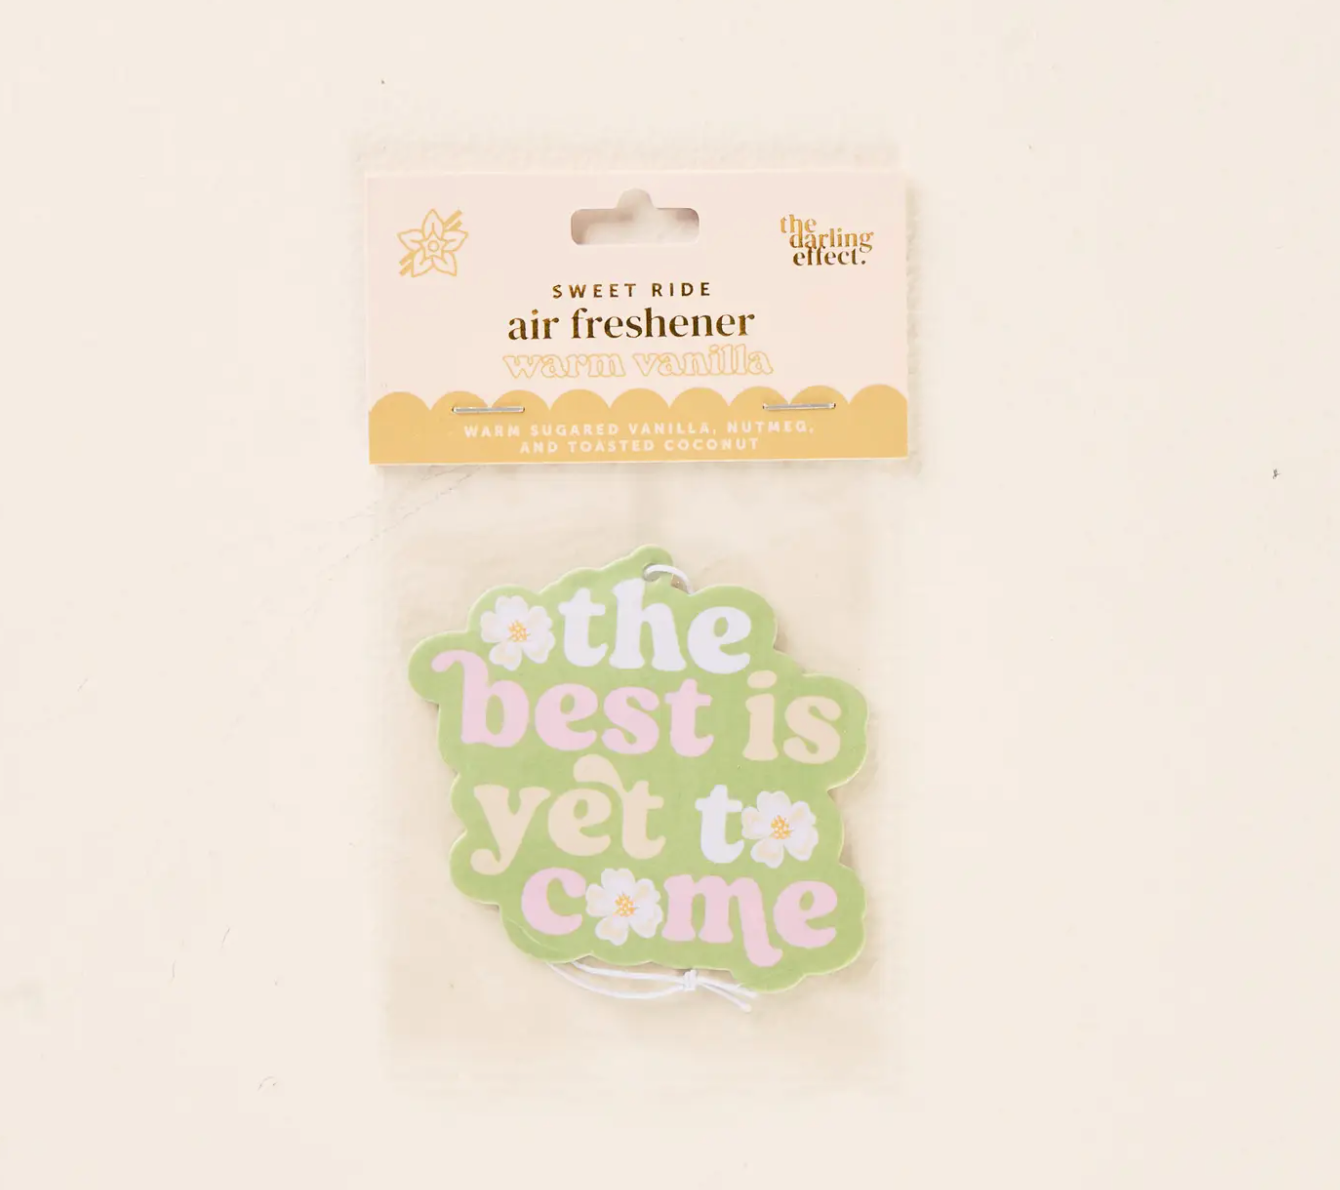 the
darling
effect.
SWEET RIDE
air freshener
warm vanilla
WARM SUGARED VANILLA, NUTMEG,
AND TOASTED COCONUT
the
best is
yet to
come